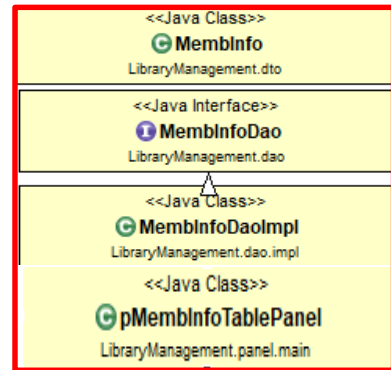 <<Java Class>>
MembInfo
LibraryManagement.dto
<<Java Interface>>
MembInfoDao
LibraryManagement.dao
<<Java Class>>
MembInfoDaoImpl
LibraryManagement.dao.impl
<<Java Class>>
pMembInfoTablePanel
LibraryManagement.panel.main